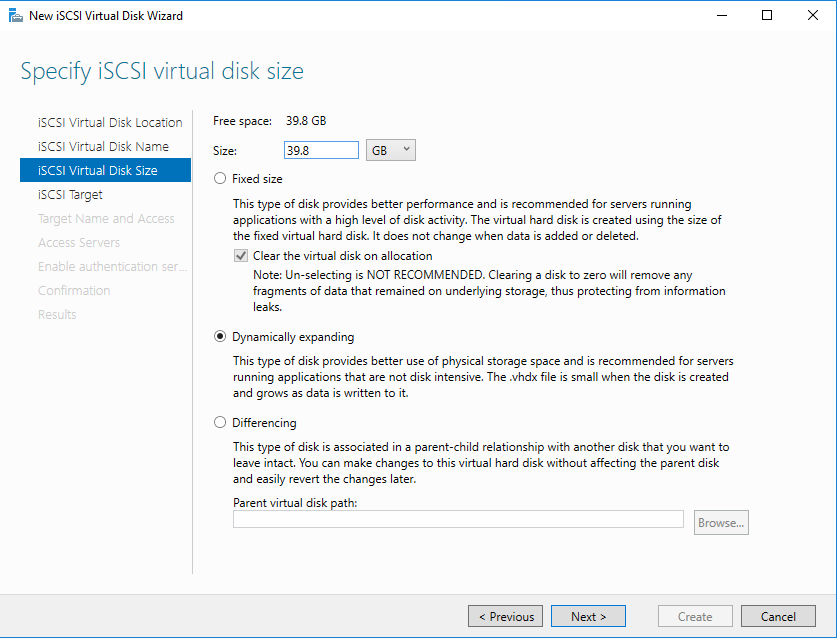 New iSCSI Virtual Disk Wizard
Specify iSCSI virtual disk size
iSCSI Virtual Disk Location
iSCSI Virtual Disk Name
iSCSI Virtual Disk Size
iSCSI Target
Target Name and Access
Access Servers
Enable authentication ser...
Confirmation
Results
Free space: 39.8 GB
Size: 39.8 GB
Fixed size
This type of disk provides better performance and is recommended for servers running
applications with a high level of disk activity. The virtual hard disk is created using the size of
the fixed virtual hard disk. It does not change when data is added or deleted.
Clear the virtual disk on allocation
Note: Un-selecting is NOT RECOMMENDED. Clearing a disk to zero will remove any
fragments of data that remained on underlying storage, thus protecting from information
leaks.
Dynamically expanding
This type of disk provides better use of physical storage space and is recommended for servers
running applications that are not disk intensive. The .vhdx file is small when the disk is created
and grows as data is written to it.
Differencing
This type of disk is associated in a parent-child relationship with another disk that you want to
leave intact. You can make changes to this virtual hard disk without affecting the parent disk
and easily revert the changes later.
Parent virtual disk path:
Browse...
< Previous Next > Create Cancel